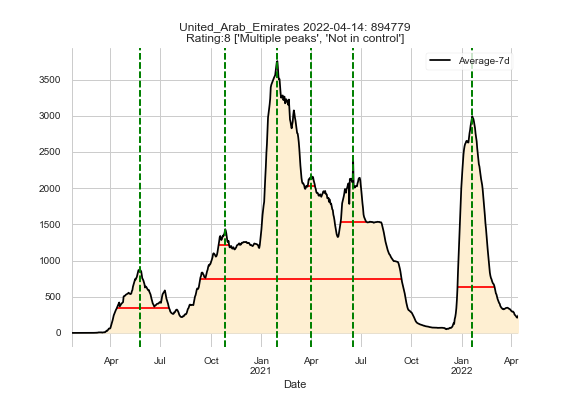 United_Arab_Emirates 2022-04-14: 894779
Rating:8 ['Multiple peaks', 'Not in control']
Average-7d
3500
3000
2500
2000
1500
1000
500
0
Apr Jul Oct Jan Apr Jul Oct Jan Apr
2021 2022
Date